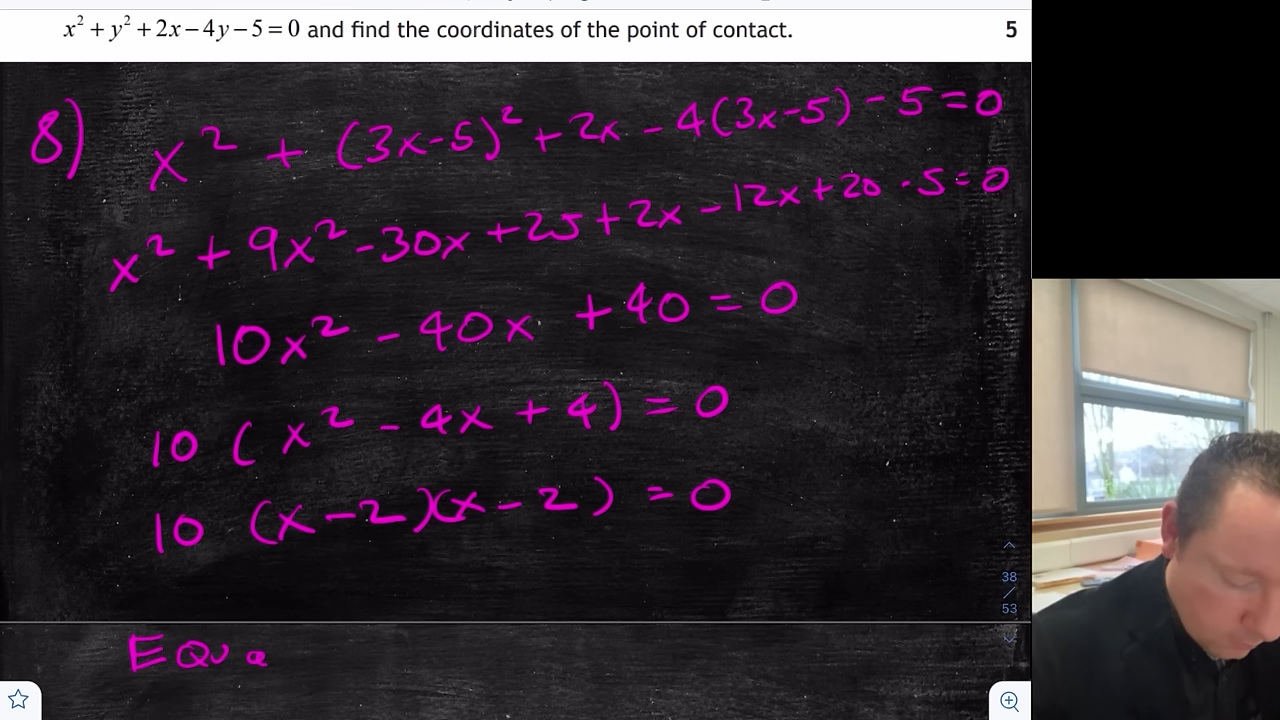 x² + y² + 2x − 4y − 5 = 0 and find the coordinates of the point of contact. 5
8) x² + (3x-5)² + 2x - 4(3x-5) - 5 = 0
x² + 9x² - 30x + 25 + 2x - 12x + 20 - 5 = 0
10x² - 40x + 40 = 0
10 (x² - 4x + 4) = 0
10 (x-2)(x-2) = 0
38
/
53
Equa